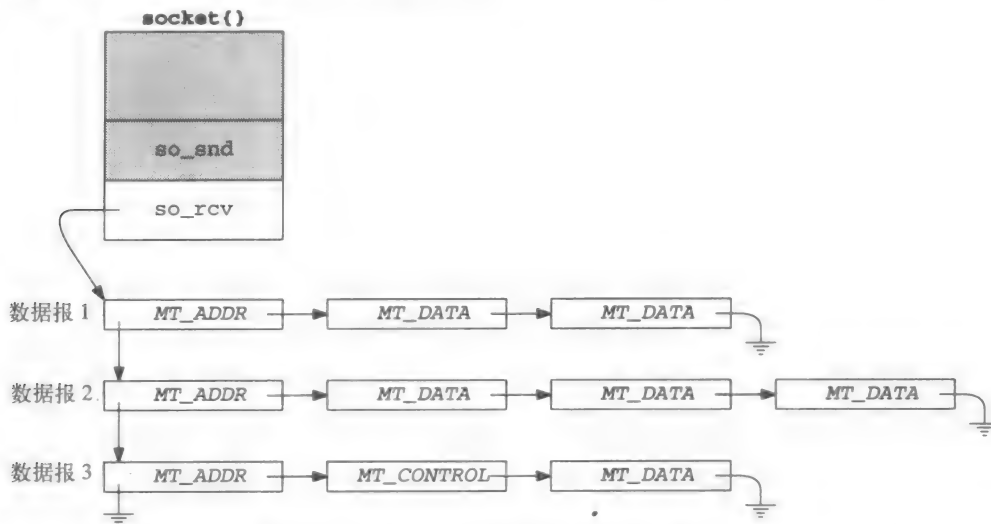 socket{}
so_snd
so_rcv
数据报 1 MT_ADDR MT_DATA MT_DATA
数据报 2 MT_ADDR MT_DATA MT_DATA MT_DATA
数据报 3 MT_ADDR MT_CONTROL MT_DATA